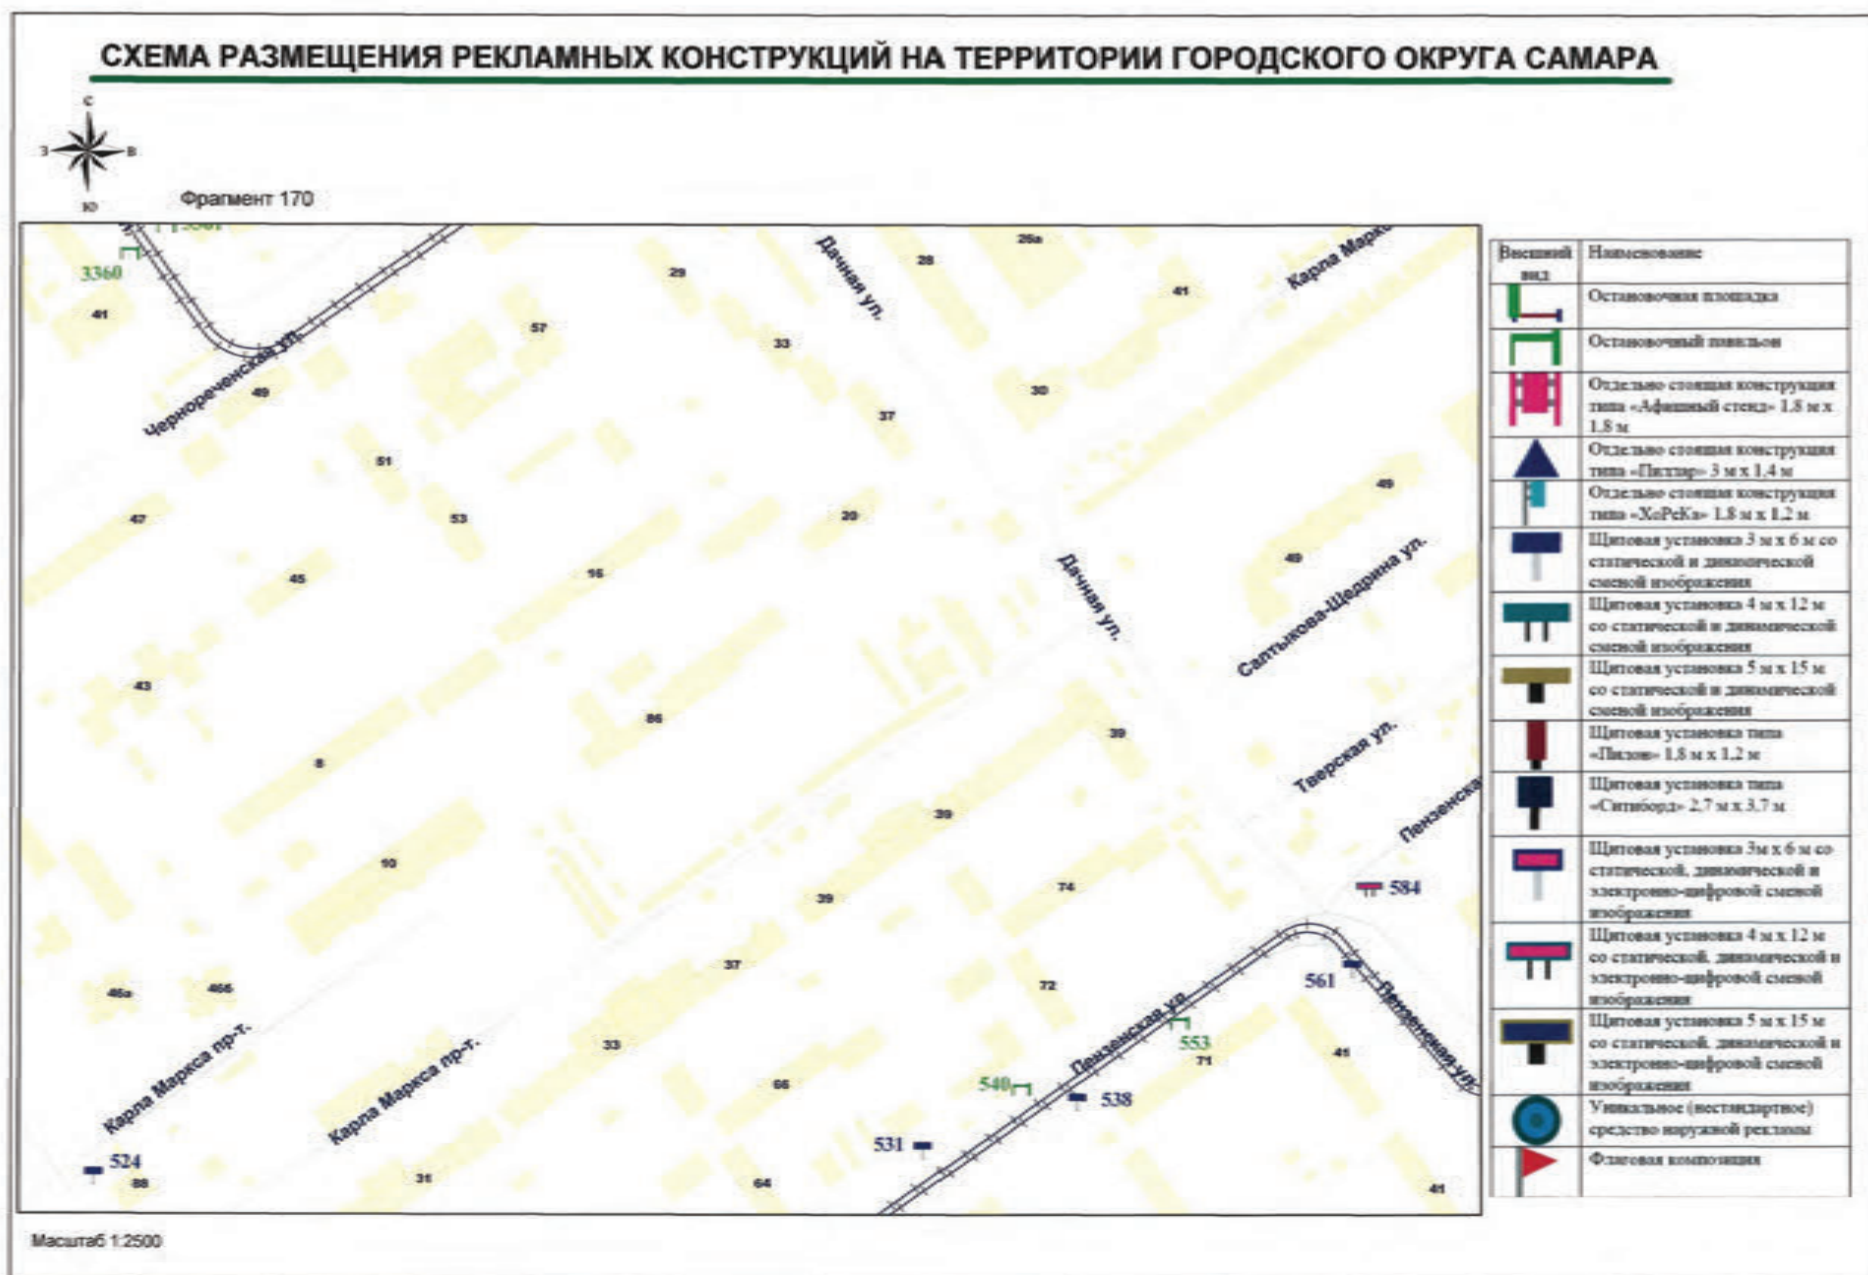 СХЕМА РАЗМЕЩЕНИЯ РЕКЛАМНЫХ КОНСТРУКЦИЙ НА ТЕРРИТОРИИ ГОРОДСКОГО ОКРУГА САМАРА
С
З
В
Ю
Фрагмент 170
3361
3360
41
Чернореченская ул.
49
29
57
33
37
Дачная ул.
28
26а
30
41
Карла Маркс
47
51
53
45
16
20
49
49
Дачная ул.
Салтыкова-Щедрина ул.
43
8
86
39
Тверская ул.
Пензенска
10
39
39
74
584
46а
46б
37
72
561
Пензенская ул.
Пензенская ул.
553
71
41
Карла Маркса пр-т.
Карла Маркса пр-т.
33
66
540
538
531
524
88
31
64
41
Масштаб 1:2500
Внешний вид
Наименование
Остановочная площадка
Остановочный павильон
Отдельно стоящая конструкция
типа «Афишный стенд» 1,8 м х
1,8 м
Отдельно стоящая конструкция
типа «Пиллар» 3 м х 1,4 м
Отдельно стоящая конструкция
типа «ХоРеКа» 1,8 м х 1,2 м
Щитовая установка 3 м х 6 м со
статической и динамической
сменой изображения
Щитовая установка 4 м х 12 м
со статической и динамической
сменой изображения
Щитовая установка 5 м х 15 м
со статической и динамической
сменой изображения
Щитовая установка типа
«Пилон» 1,8 м х 1,2 м
Щитовая установка типа
«Ситиборд» 2,7 м х 3,7 м
Щитовая установка 3м х 6 м со
статической, динамической и
электронно-цифровой сменой
изображения
Щитовая установка 4 м х 12 м
со статической, динамической и
электронно-цифровой сменой
изображения
Щитовая установка 5 м х 15 м
со статической, динамической и
электронно-цифровой сменой
изображения
Уникальное (нестандартное)
средство наружной рекламы
Флаговая композиция